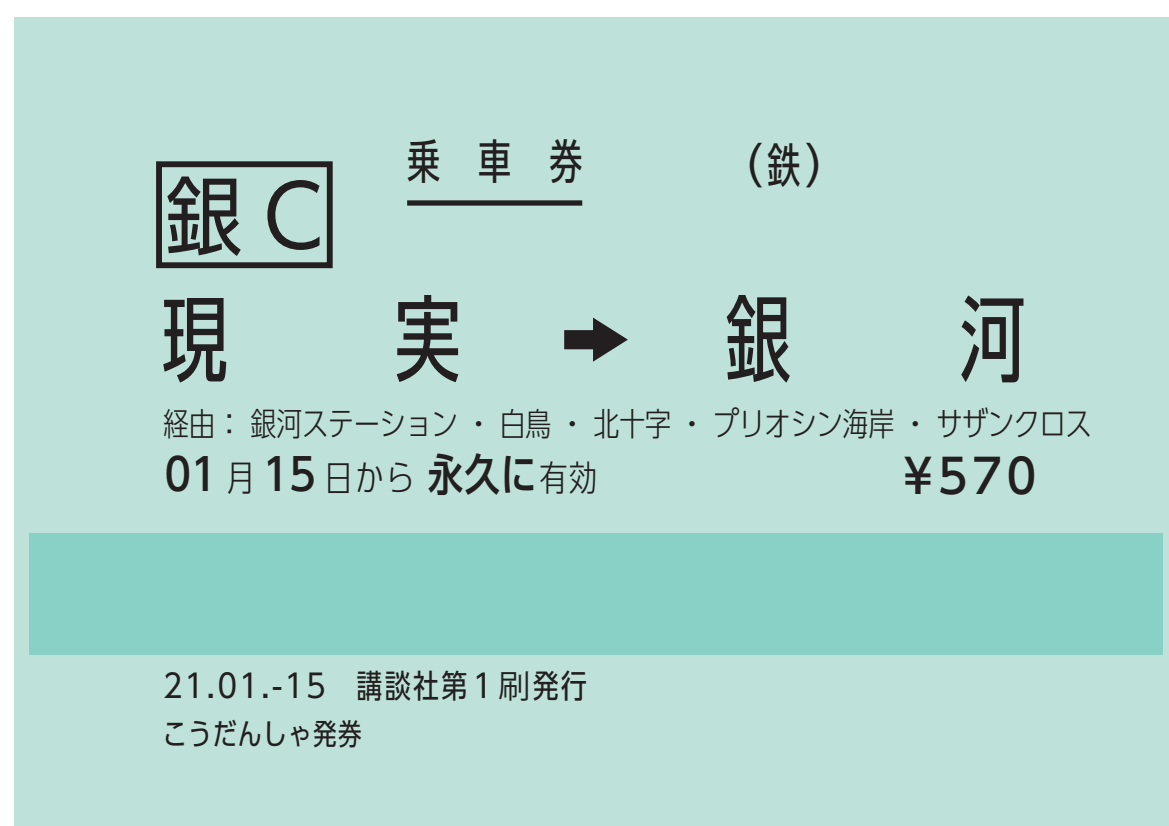 乗車券 (鉄)
銀C
現実➡銀河
経由：銀河ステーション・白鳥・北十字・プリオシン海岸・サザンクロス
01月15日から永久に有効 ¥570
21.01.-15 講談社第1刷発行
こうだんしゃ発券